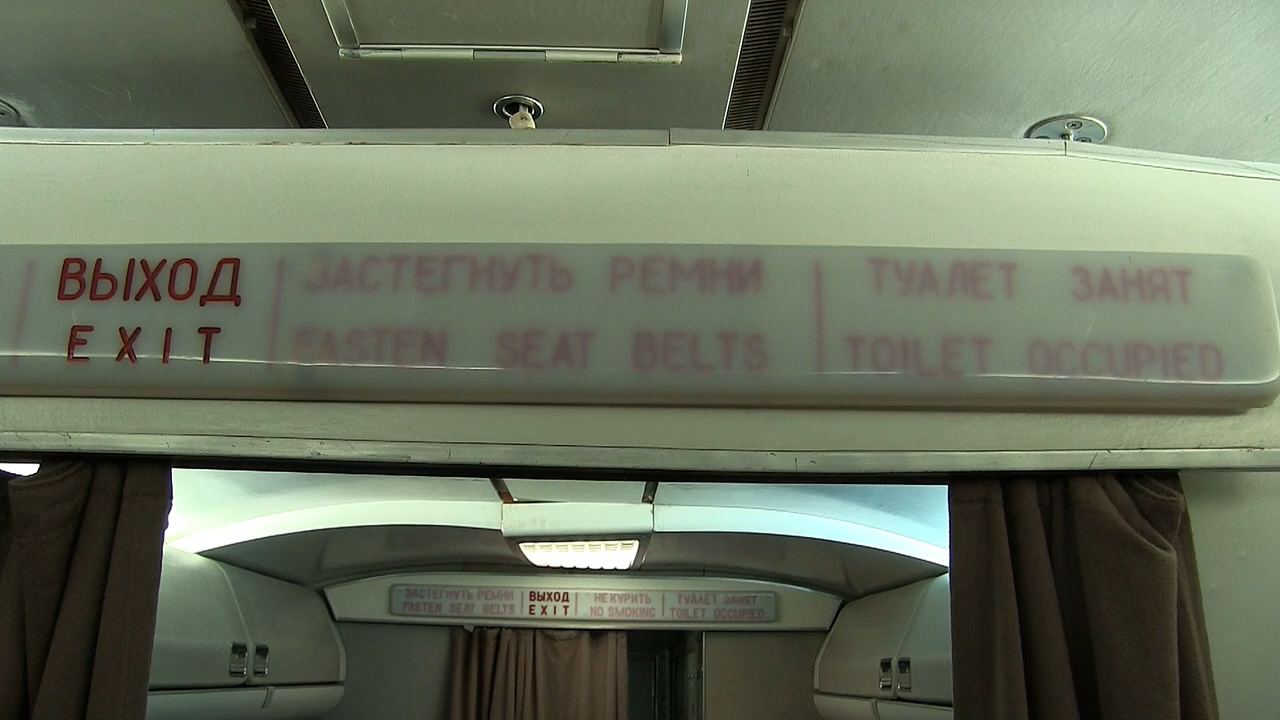 ВЫХОД ЗАСТЕГНУТЬ РЕМНИ ТУАЛЕТ ЗАНЯТ
EXIT FASTEN SEAT BELTS TOILET OCCUPIED
ЗАСТЕГНУТЬ РЕМНИ ВЫХОД НЕ КУРИТЬ ТУАЛЕТ ЗАНЯТ
FASTEN SEAT BELTS EXIT NO SMOKING TOILET OCCUPIED